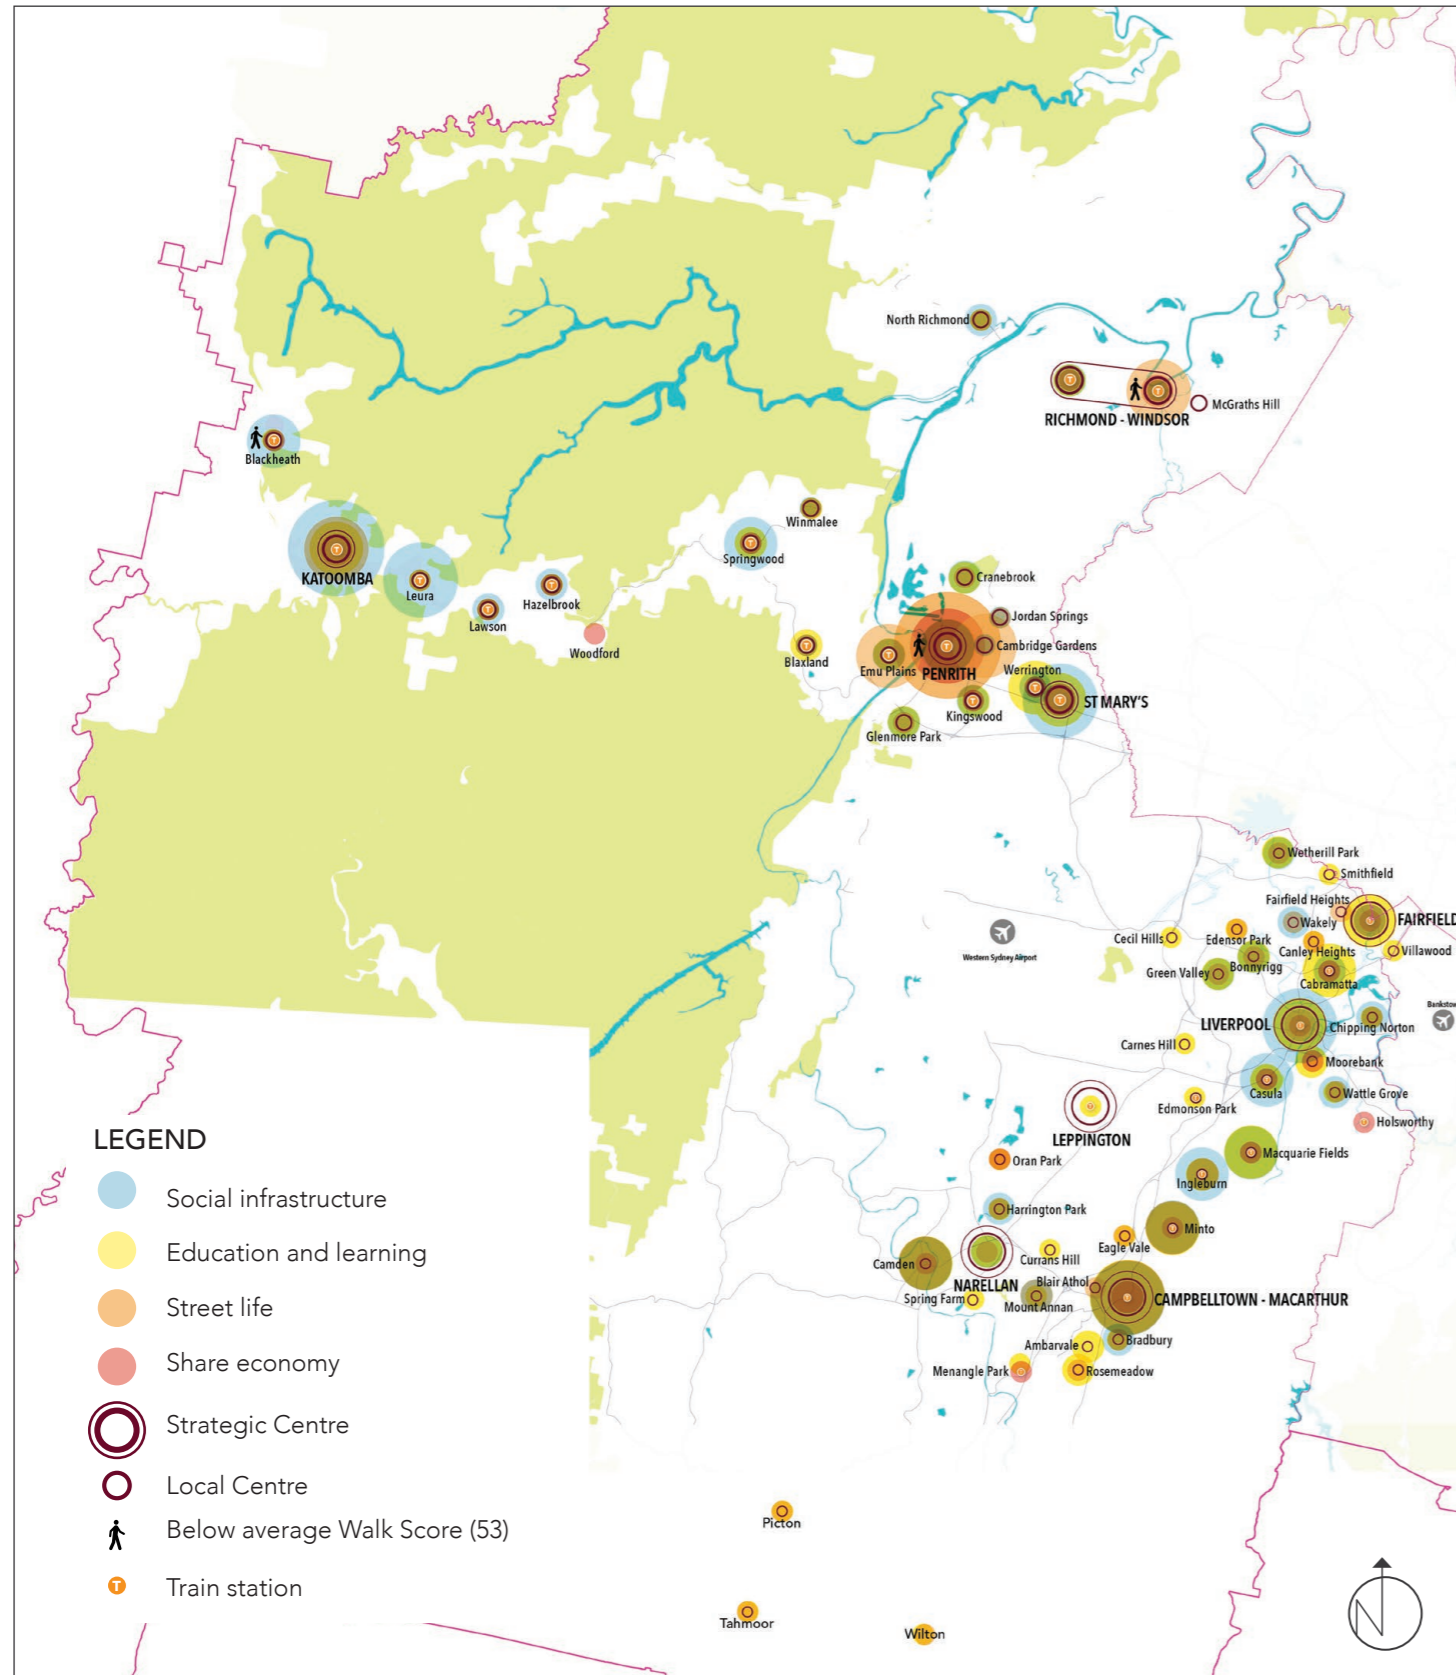 North Richmond
McGraths Hill
RICHMOND - WINDSOR
Blackheath
Winmalee
Springwood
KATOOMBA
Leura
Hazelbrook
Lawson
Woodford
Cranebrook
Jordan Springs
Blaxland
Emu Plains
PENRITH
Cambridge Gardens
Werrington
ST MARY'S
Kingswood
Glenmore Park
Wetherill Park
Smithfield
Fairfield Heights
FAIRFIELD
Wakely
Cecil Hills
Edensor Park
Canley Heights
Villawood
Western Sydney Airport
Green Valley
Bonnyrigg
Cabramatta
Bankstow
LIVERPOOL
Chipping Norton
Carnes Hill
Moorebank
Casula
Wattle Grove
Edmonson Park
Holsworthy
LEPPINGTON
Oran Park
Macquarie Fields
Ingleburn
Harrington Park
Minto
Eagle Vale
Currans Hill
Camden
NARELLAN
Blair Athol
Spring Farm
Mount Annan
CAMPBELLTOWN - MACARTHUR
Ambarvale
Bradbury
Menangle Park
Rosemeadow
LEGEND
Social infrastructure
Education and learning
Street life
Share economy
Strategic Centre
Local Centre
Below average Walk Score (53)
T Train station
Picton
Tahmoor
Wilton
N